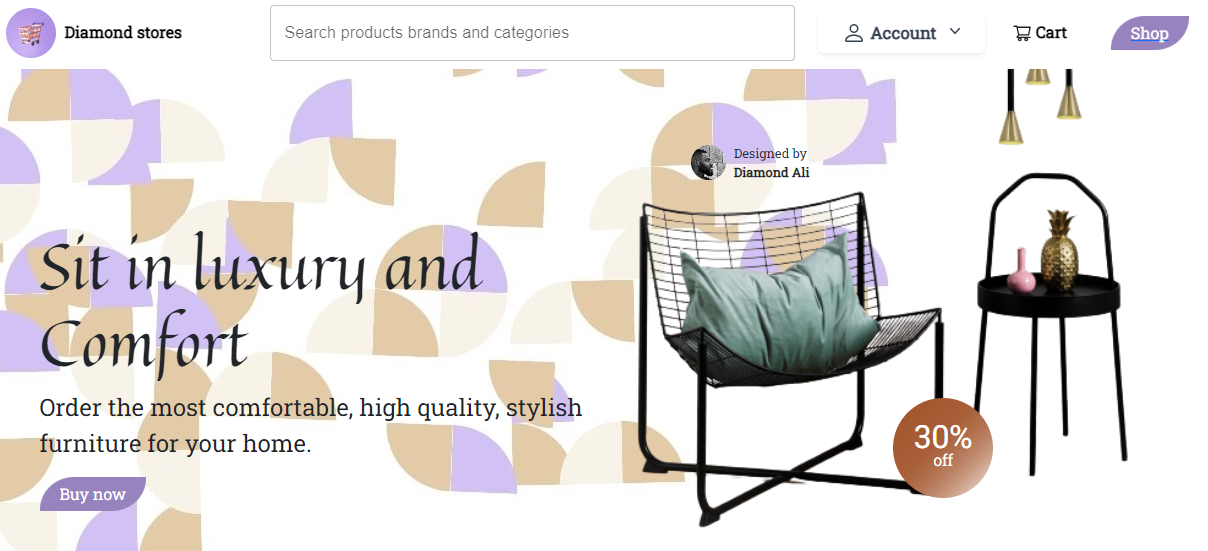 Diamond stores
Search products brands and categories
Account
Cart
Shop
Designed by
Diamond Ali
Sit in luxury and
Comfort
Order the most comfortable, high quality, stylish
furniture for your home.
Buy now
30%
off